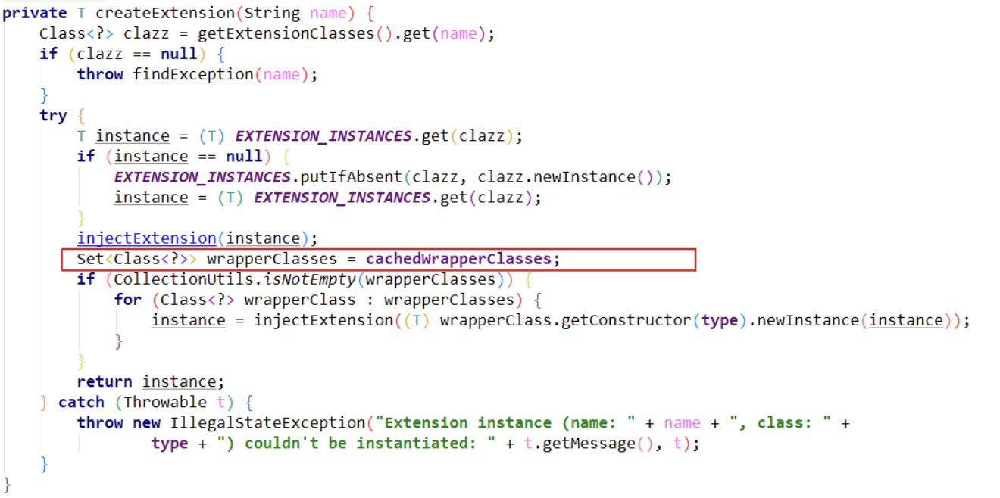 private T createExtension(String name) {
    Class<?> clazz = getExtensionClasses().get(name);
    if (clazz == null) {
        throw findException(name);
    }
    try {
        T instance = (T) EXTENSION_INSTANCES.get(clazz);
        if (instance == null) {
            EXTENSION_INSTANCES.putIfAbsent(clazz, clazz.newInstance());
            instance = (T) EXTENSION_INSTANCES.get(clazz);
        }
        injectExtension(instance);
        Set<Class<?>> wrapperClasses = cachedWrapperClasses;
        if (CollectionUtils.isNotEmpty(wrapperClasses)) {
            for (Class<?> wrapperClass : wrapperClasses) {
                instance = injectExtension((T) wrapperClass.getConstructor(type).newInstance(instance));
            }
        }
        return instance;
    } catch (Throwable t) {
        throw new IllegalStateException("Extension instance (name: " + name + ", class: " +
                type + ") couldn't be instantiated: " + t.getMessage(), t);
    }
}